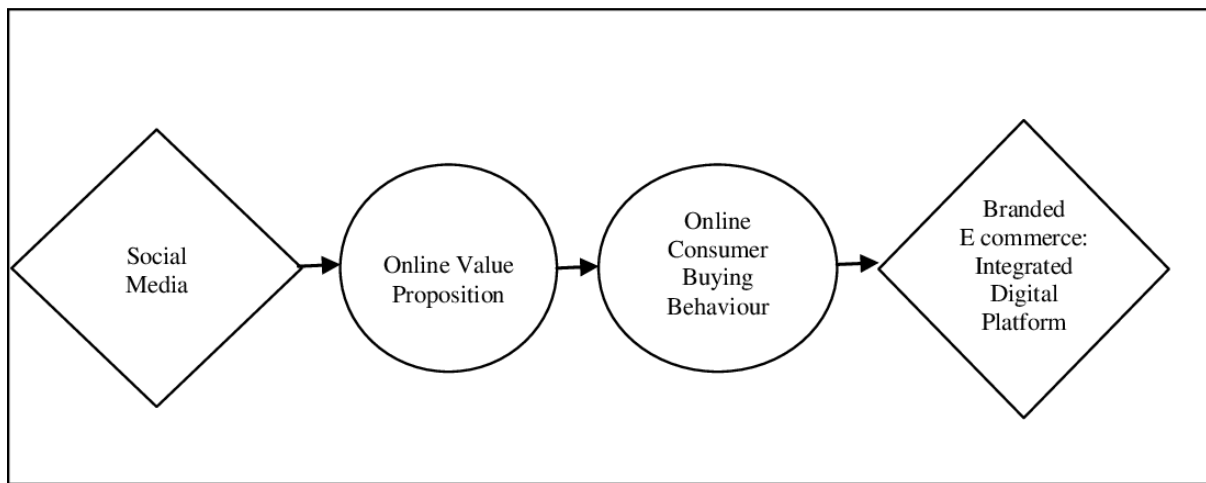 Social
Media
Online Value
Proposition
Online
Consumer
Buying
Behaviour
Branded
E commerce:
Integrated
Digital
Platform